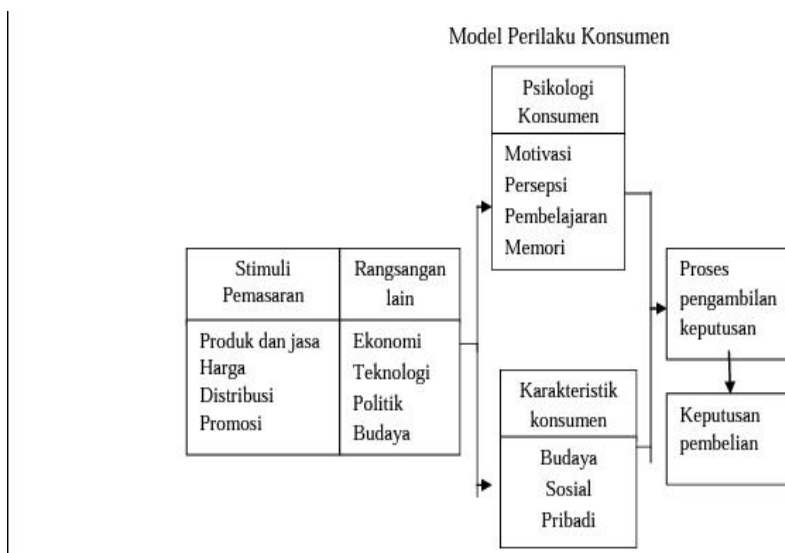 Model Perilaku Konsumen
Psikologi
Konsumen
Motivasi
Persepsi
Pembelajaran
Memori
Stimuli
Pemasaran
Produk dan jasa
Harga
Distribusi
Promosi
Rangsangan
lain
Ekonomi
Teknologi
Politik
Budaya
Karakteristik
konsumen
Budaya
Sosial
Pribadi
Proses
pengambilan
keputusan
Keputusan
pembelian